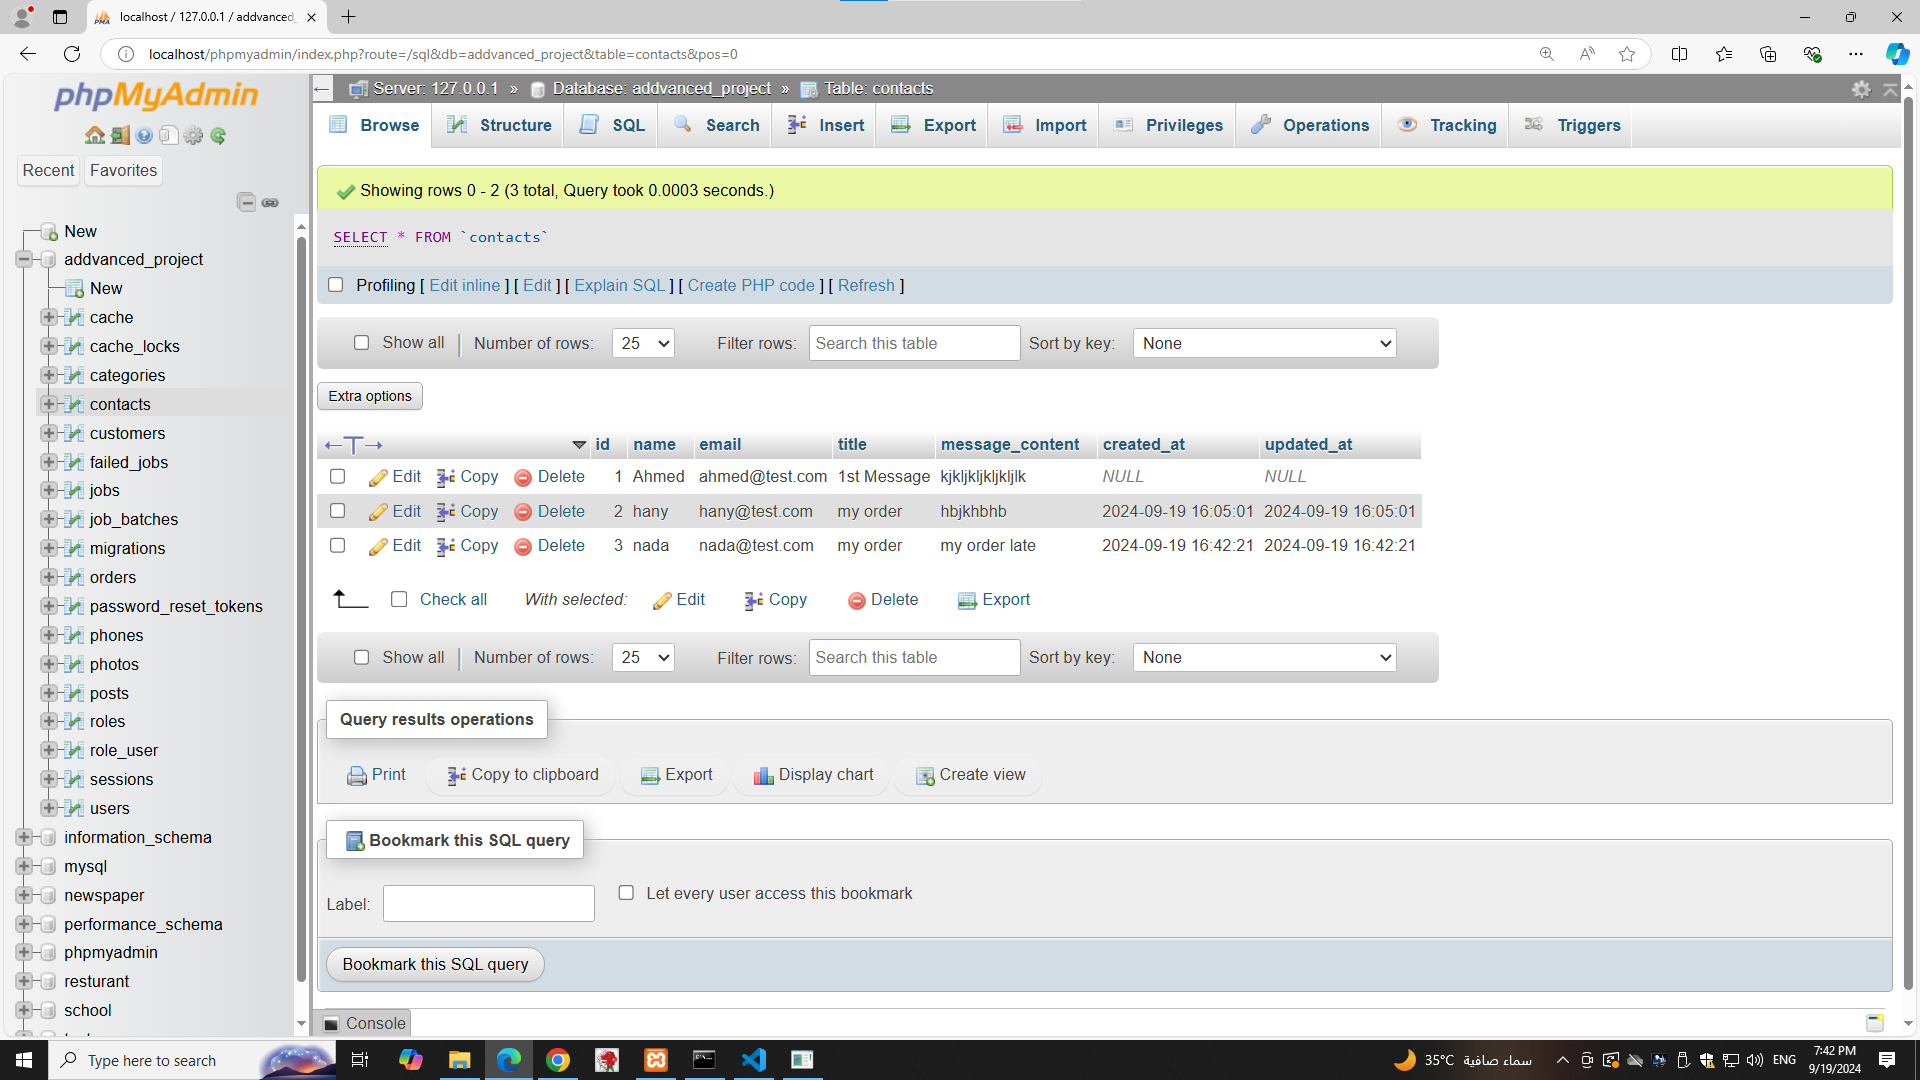 localhost / 127.0.0.1 / addvanced_
localhost/phpmyadmin/index.php?route=/sql&db=addvanced_project&table=contacts&pos=0
phpMyAdmin
Recent
Favorites
New
addvanced_project
New
cache
cache_locks
categories
contacts
customers
failed_jobs
jobs
job_batches
migrations
orders
password_reset_tokens
phones
photos
posts
roles
role_user
sessions
users
information_schema
mysql
newspaper
performance_schema
phpmyadmin
resturant
school
Server: 127.0.0.1 » Database: addvanced_project » Table: contacts
Browse Structure SQL Search Insert Export Import Privileges Operations Tracking Triggers
Showing rows 0 - 2 (3 total, Query took 0.0003 seconds.)
SELECT * FROM `contacts`
Profiling [ Edit inline ] [ Edit ] [ Explain SQL ] [ Create PHP code ] [ Refresh ]
Show all | Number of rows: 25 Filter rows: Search this table Sort by key: None
Extra options
←T→ id name email title message_content created_at updated_at
Edit Copy Delete 1 Ahmed ahmed@test.com 1st Message kjkljkljkljkljlk NULL NULL
Edit Copy Delete 2 hany hany@test.com my order hbjkhbhb 2024-09-19 16:05:01 2024-09-19 16:05:01
Edit Copy Delete 3 nada nada@test.com my order my order late 2024-09-19 16:42:21 2024-09-19 16:42:21
Check all With selected: Edit Copy Delete Export
Show all | Number of rows: 25 Filter rows: Search this table Sort by key: None
Query results operations
Print Copy to clipboard Export Display chart Create view
Bookmark this SQL query
Label: Let every user access this bookmark
Bookmark this SQL query
Console
Type here to search
35°C سماء صافية
ENG
7:42 PM
9/19/2024